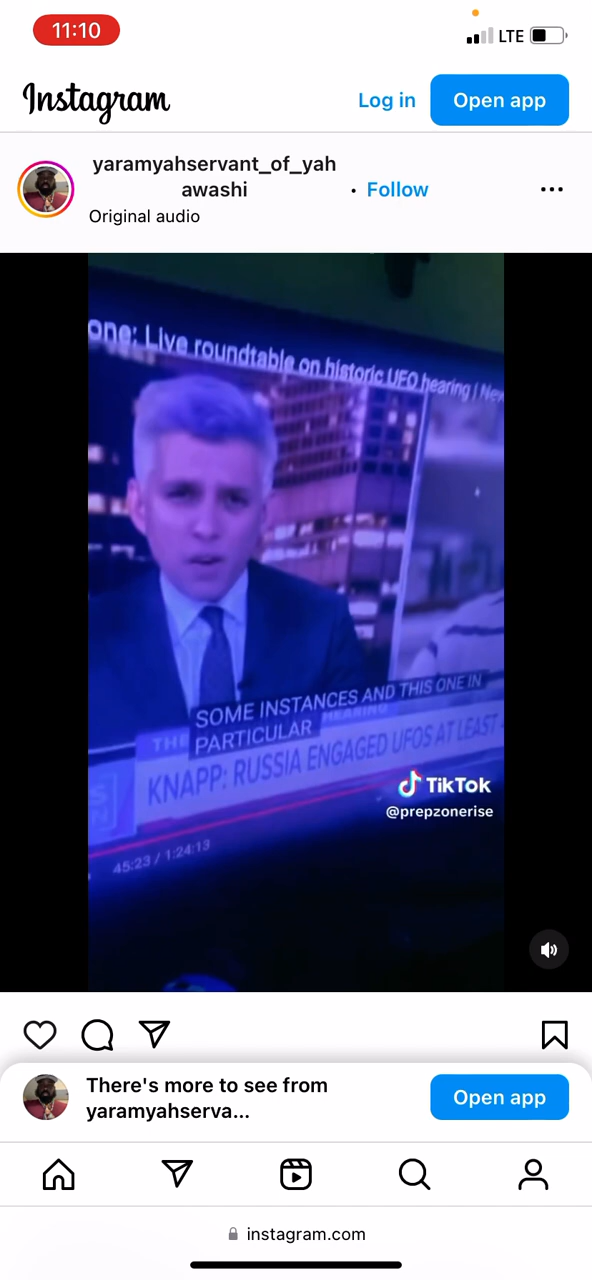 11:10
LTE
Instagram
Log in
Open app
yaramyahservant_of_yah
awashi
• Follow
Original audio
one: Live roundtable on historic UFO hearing | New
SOME INSTANCES AND THIS ONE IN
PARTICULAR
THE
HEARING
KNAPP: RUSSIA ENGAGED UFOS AT LEAST
45:23 / 1:24:13
TikTok
@prepzonerise
There's more to see from
yaramyahserva...
Open app
instagram.com